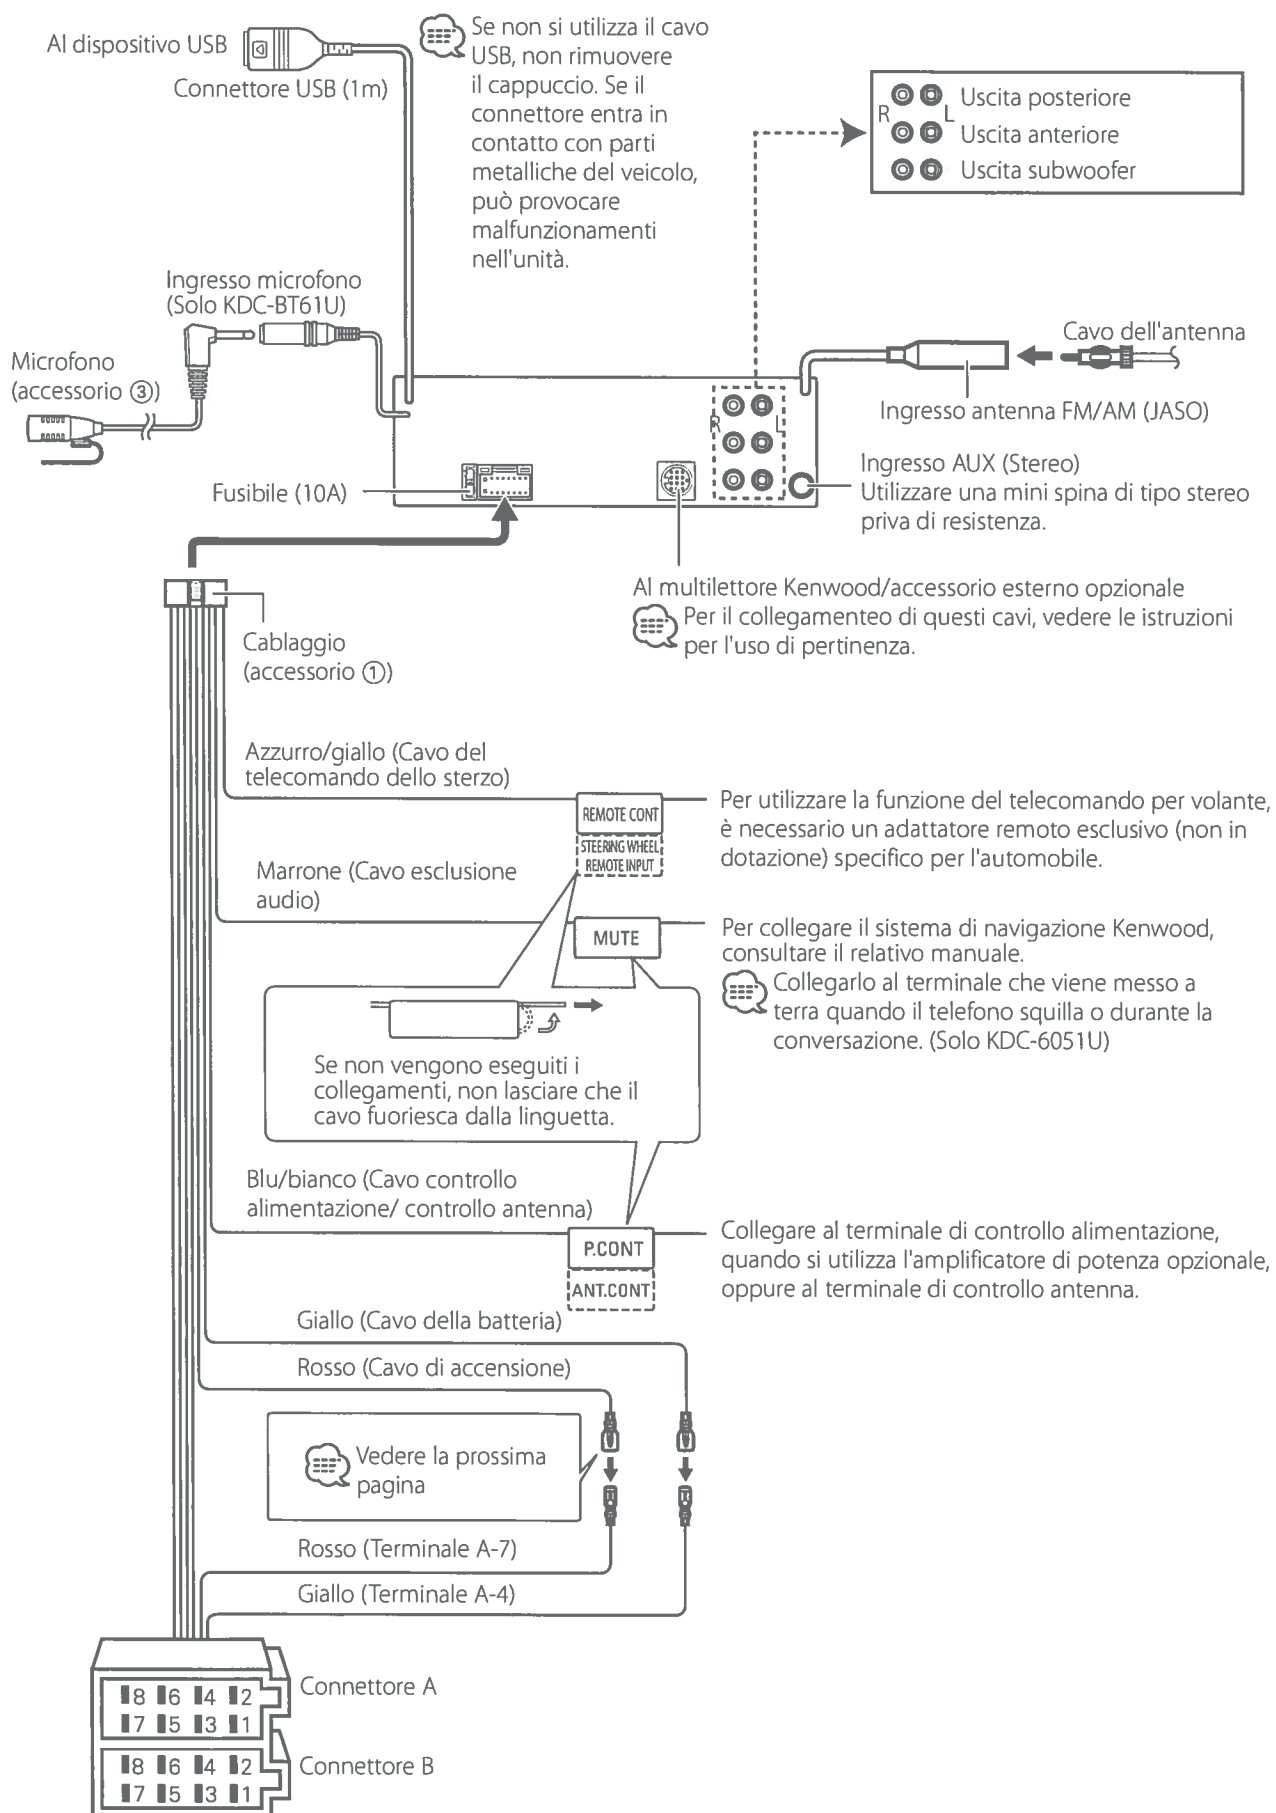 Al dispositivo USB
Connettore USB (1m)
Se non si utilizza il cavo
USB, non rimuovere
il cappuccio. Se il
connettore entra in
contatto con parti
metalliche del veicolo,
può provocare
malfunzionamenti
nell'unità.
R L
Uscita posteriore
Uscita anteriore
Uscita subwoofer
Ingresso microfono
(Solo KDC-BT61U)
Microfono
(accessorio ③)
Cavo dell'antenna
Ingresso antenna FM/AM (JASO)
R L
Ingresso AUX (Stereo)
Utilizzare una mini spina di tipo stereo
priva di resistenza.
Fusibile (10A)
Al multilettore Kenwood/accessorio esterno opzionale
Per il collegamenteo di questi cavi, vedere le istruzioni
per l'uso di pertinenza.
Cablaggio
(accessorio ①)
Azzurro/giallo (Cavo del
telecomando dello sterzo)
REMOTE CONT
STEERING WHEEL
REMOTE INPUT
Per utilizzare la funzione del telecomando per volante,
è necessario un adattatore remoto esclusivo (non in
dotazione) specifico per l'automobile.
Marrone (Cavo esclusione
audio)
MUTE
Per collegare il sistema di navigazione Kenwood,
consultare il relativo manuale.
Collegarlo al terminale che viene messo a
terra quando il telefono squilla o durante la
conversazione. (Solo KDC-6051U)
Se non vengono eseguiti i
collegamenti, non lasciare che il
cavo fuoriesca dalla linguetta.
Blu/bianco (Cavo controllo
alimentazione/ controllo antenna)
P.CONT
ANT.CONT
Collegare al terminale di controllo alimentazione,
quando si utilizza l'amplificatore di potenza opzionale,
oppure al terminale di controllo antenna.
Giallo (Cavo della batteria)
Rosso (Cavo di accensione)
Vedere la prossima
pagina
Rosso (Terminale A-7)
Giallo (Terminale A-4)
Connettore A
8 6 4 2
7 5 3 1
Connettore B
8 6 4 2
7 5 3 1